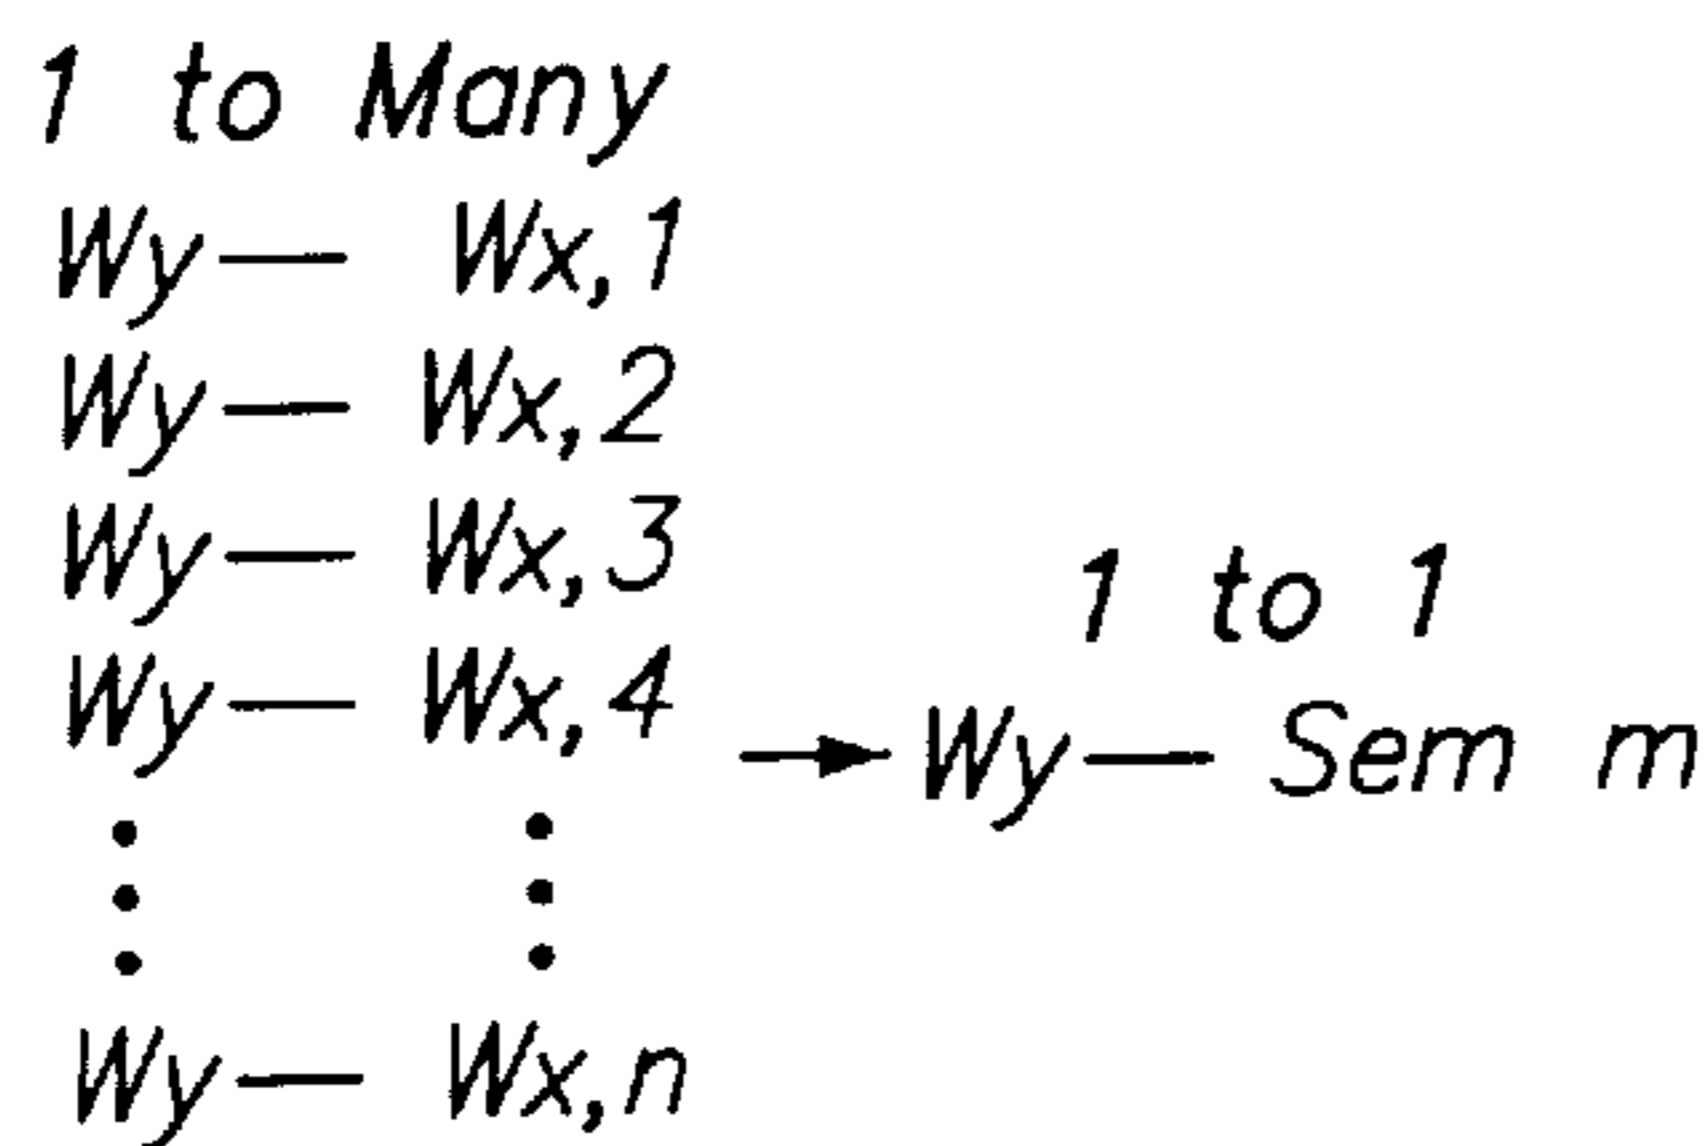 1 to Many
Wy — Wx,1
Wy — Wx,2
Wy — Wx,3
Wy — Wx,4
Wy — Wx,n
1 to 1
Wy — Sem m